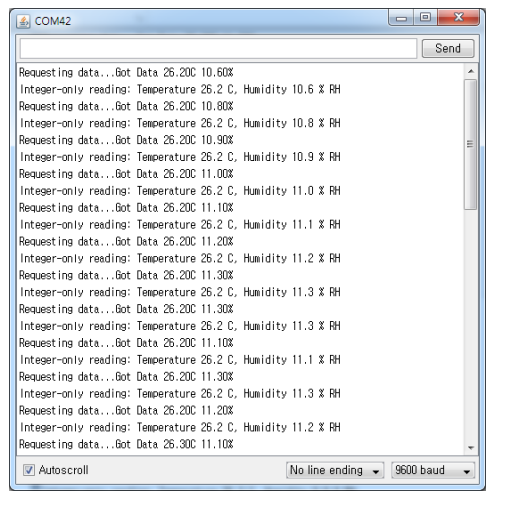 COM42
Send
Requesting data...Got Data 26.20C 10.60%
Integer-only reading: Temperature 26.2 C, Humidity 10.6 % RH
Requesting data...Got Data 26.20C 10.80%
Integer-only reading: Temperature 26.2 C, Humidity 10.8 % RH
Requesting data...Got Data 26.20C 10.90%
Integer-only reading: Temperature 26.2 C, Humidity 10.9 % RH
Requesting data...Got Data 26.20C 11.00%
Integer-only reading: Temperature 26.2 C, Humidity 11.0 % RH
Requesting data...Got Data 26.20C 11.10%
Integer-only reading: Temperature 26.2 C, Humidity 11.1 % RH
Requesting data...Got Data 26.20C 11.20%
Integer-only reading: Temperature 26.2 C, Humidity 11.2 % RH
Requesting data...Got Data 26.20C 11.30%
Integer-only reading: Temperature 26.2 C, Humidity 11.3 % RH
Requesting data...Got Data 26.20C 11.30%
Integer-only reading: Temperature 26.2 C, Humidity 11.3 % RH
Requesting data...Got Data 26.20C 11.10%
Integer-only reading: Temperature 26.2 C, Humidity 11.1 % RH
Requesting data...Got Data 26.20C 11.30%
Integer-only reading: Temperature 26.2 C, Humidity 11.3 % RH
Requesting data...Got Data 26.20C 11.20%
Integer-only reading: Temperature 26.2 C, Humidity 11.2 % RH
Requesting data...Got Data 26.30C 11.10%
Autoscroll No line ending 9600 baud